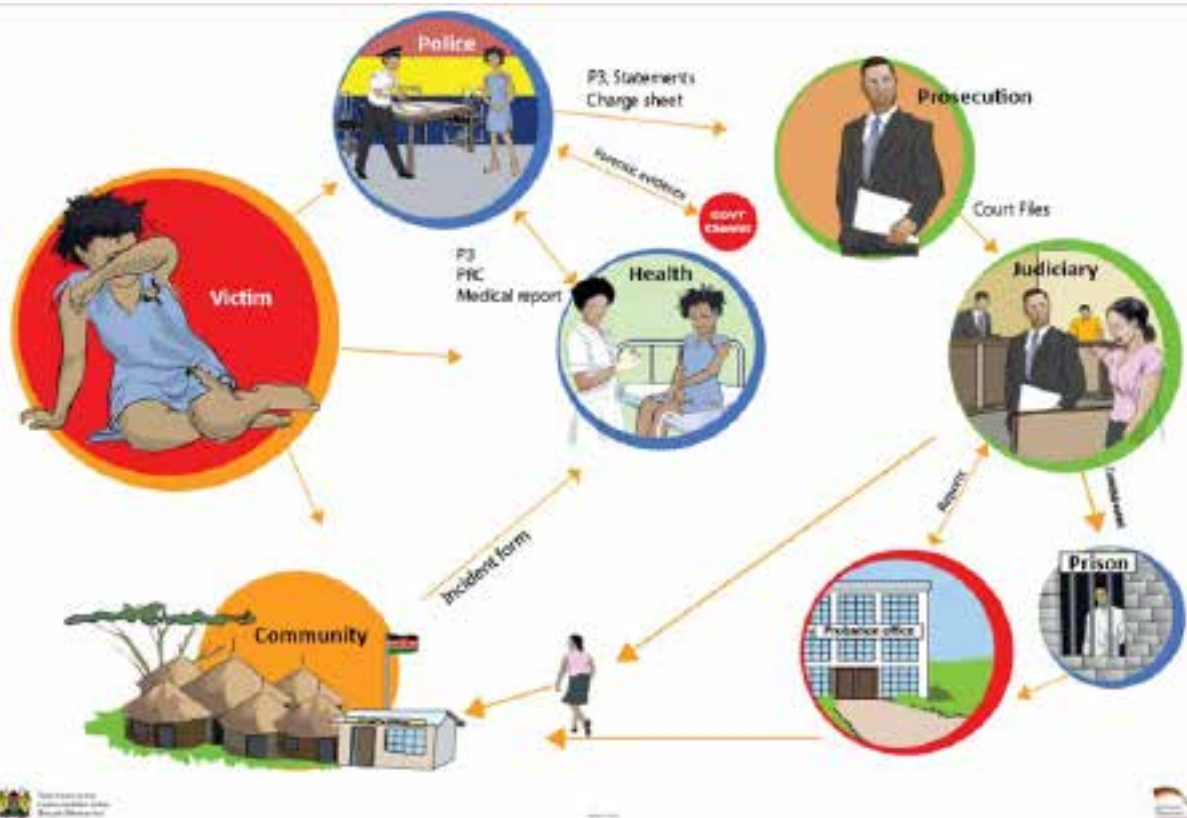 Police
P3, Statements
Charge sheet
Prosecution
Forensic evidence
GOVT
Chemist
Court Files
Victim
P3
PRC
Medical report
Health
Judiciary
Incident form
Reports
Prison
Community
Probation office